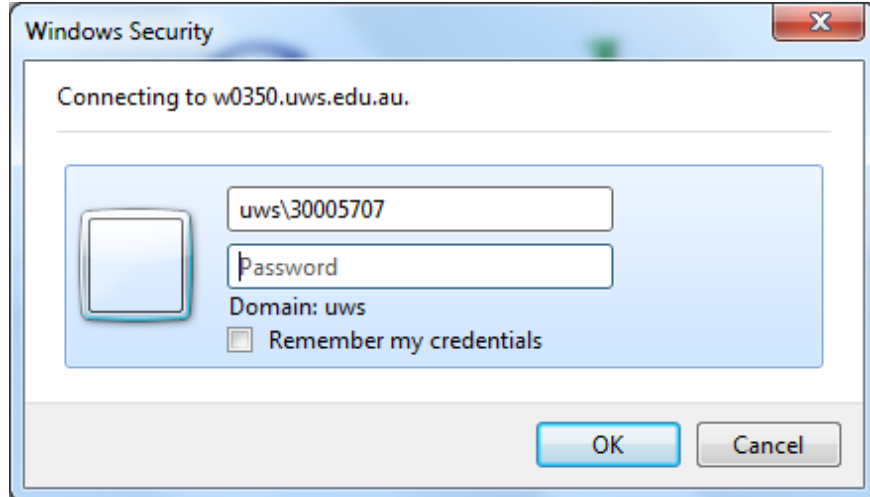 Windows Security
Connecting to w0350.uws.edu.au.
uws\30005707
Password
Domain: uws
Remember my credentials
OK
Cancel